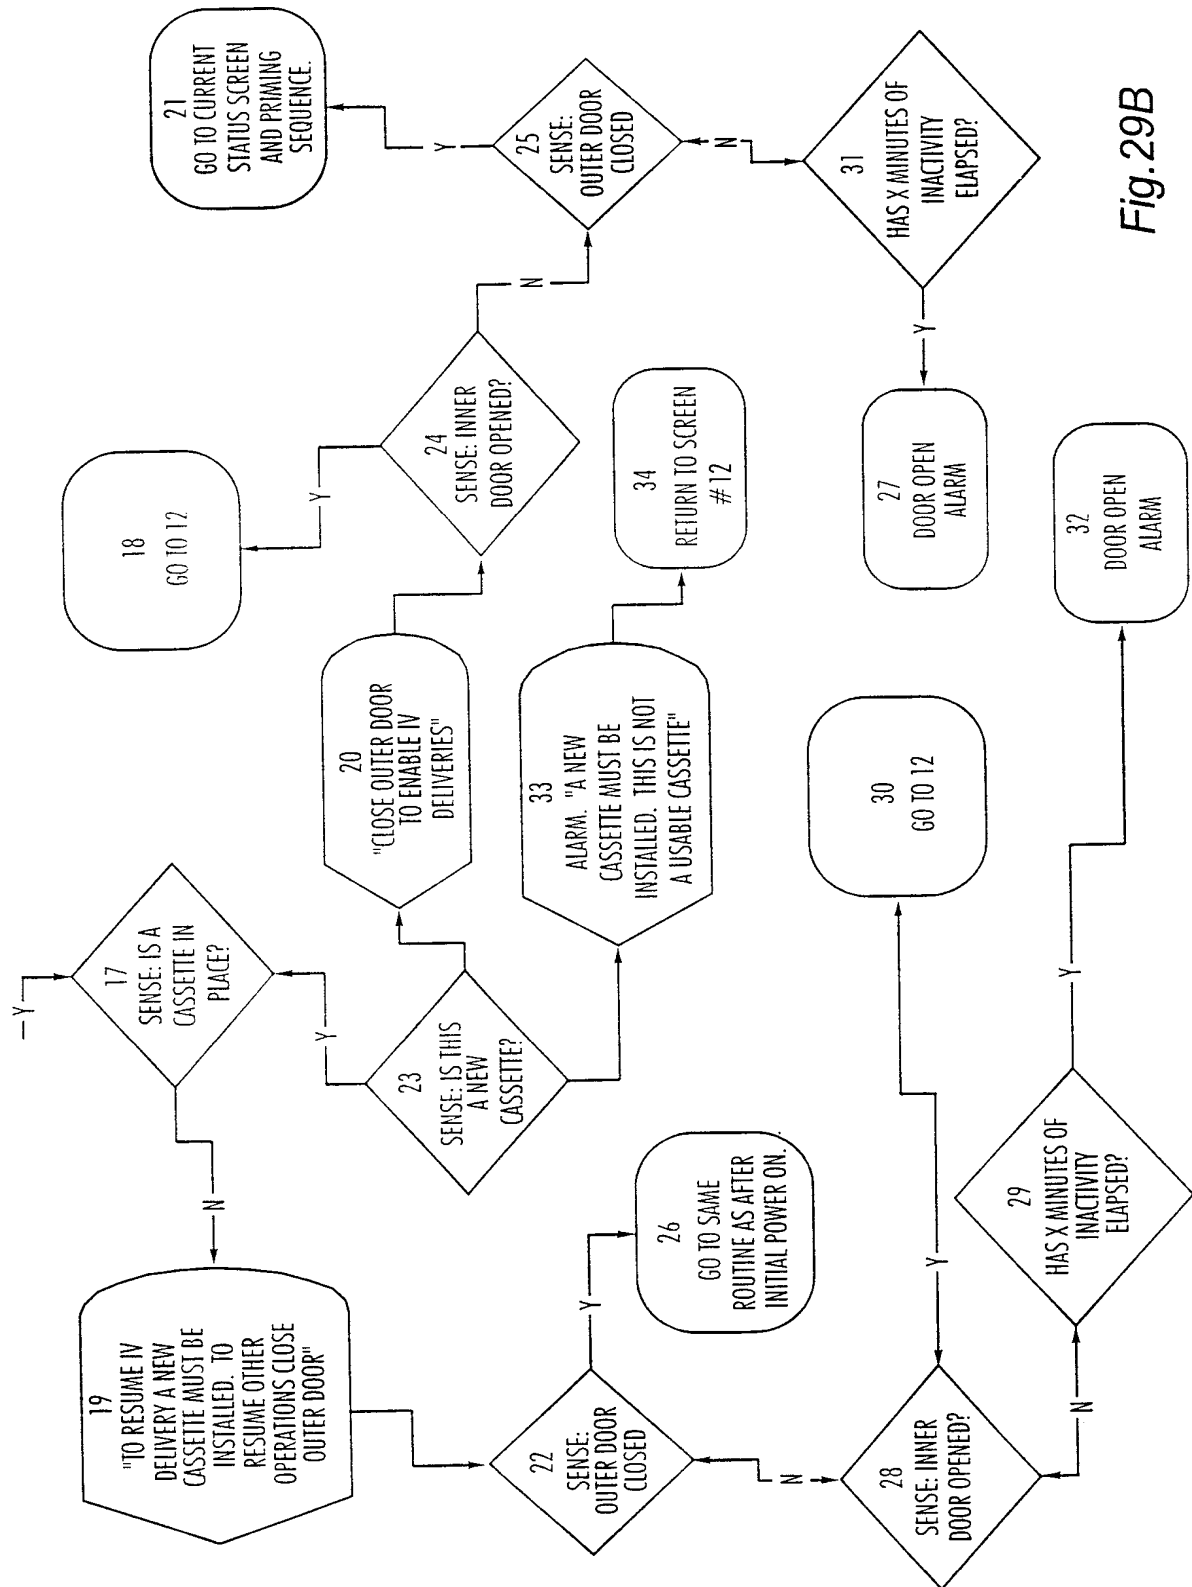 – Y
17
SENSE: IS A
CASSETTE IN
PLACE?
N
Y
19
"TO RESUME IV
DELIVERY A NEW
CASSETTE MUST BE
INSTALLED. TO
RESUME OTHER
OPERATIONS CLOSE
OUTER DOOR"
23
SENSE: IS THIS
A NEW
CASSETTE?
20
"CLOSE OUTER DOOR
TO ENABLE IV
DELIVERIES"
18
GO TO 12
Y
24
SENSE: INNER
DOOR OPENED?
N
21
GO TO CURRENT
STATUS SCREEN
AND PRIMING
SEQUENCE.
Y
25
SENSE:
OUTER DOOR
CLOSED
N
33
ALARM. "A NEW
CASSETTE MUST BE
INSTALLED. THIS IS NOT
A USABLE CASSETTE"
34
RETURN TO SCREEN
#12
31
HAS X MINUTES OF
INACTIVITY
ELAPSED?
Y
27
DOOR OPEN
ALARM
22
SENSE:
OUTER DOOR
CLOSED
Y
26
GO TO SAME
ROUTINE AS AFTER
INITIAL POWER ON.
N
28
SENSE: INNER
DOOR OPENED?
Y
30
GO TO 12
N
29
HAS X MINUTES OF
INACTIVITY
ELAPSED?
Y
32
DOOR OPEN
ALARM
Fig.29B